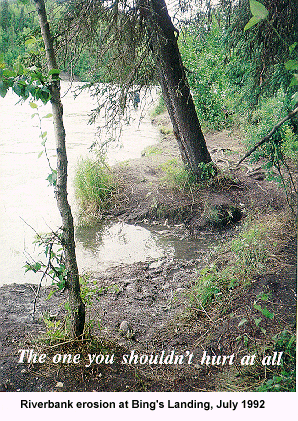 The one you shouldn't hurt at all
Riverbank erosion at Bing's Landing, July 1992